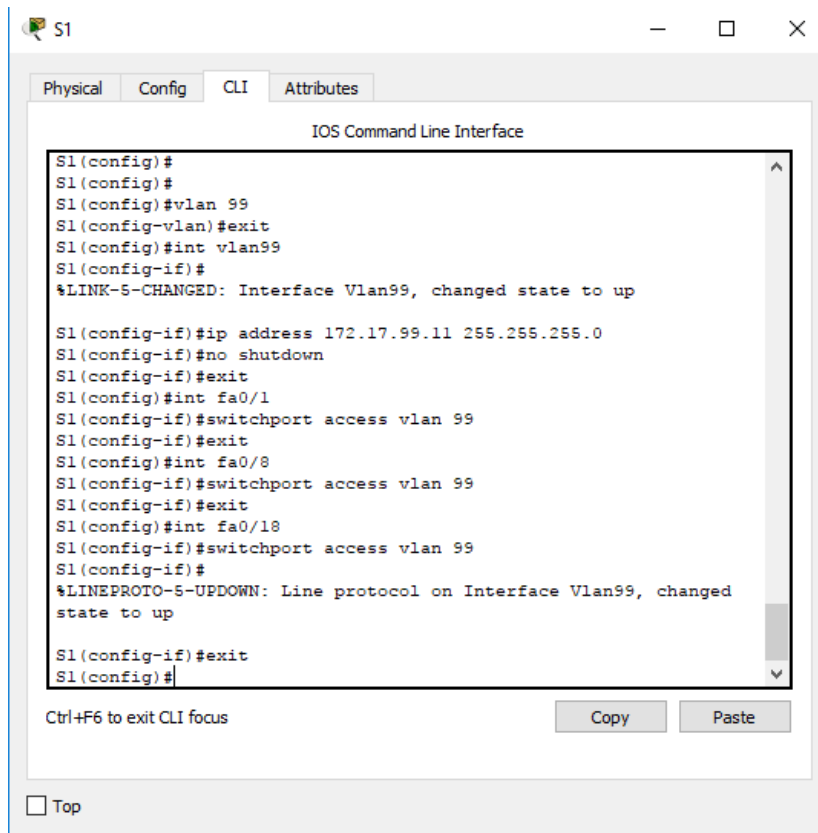 S1
Physical Config CLI Attributes
IOS Command Line Interface
S1(config)#
S1(config)#
S1(config)#vlan 99
S1(config-vlan)#exit
S1(config)#int vlan99
S1(config-if)#
%LINK-5-CHANGED: Interface Vlan99, changed state to up
S1(config-if)#ip address 172.17.99.11 255.255.255.0
S1(config-if)#no shutdown
S1(config-if)#exit
S1(config)#int fa0/1
S1(config-if)#switchport access vlan 99
S1(config-if)#exit
S1(config)#int fa0/8
S1(config-if)#switchport access vlan 99
S1(config-if)#exit
S1(config)#int fa0/18
S1(config-if)#switchport access vlan 99
S1(config-if)#
%LINEPROTO-5-UPDOWN: Line protocol on Interface Vlan99, changed
state to up
S1(config-if)#exit
S1(config)#
Ctrl+F6 to exit CLI focus Copy Paste
Top